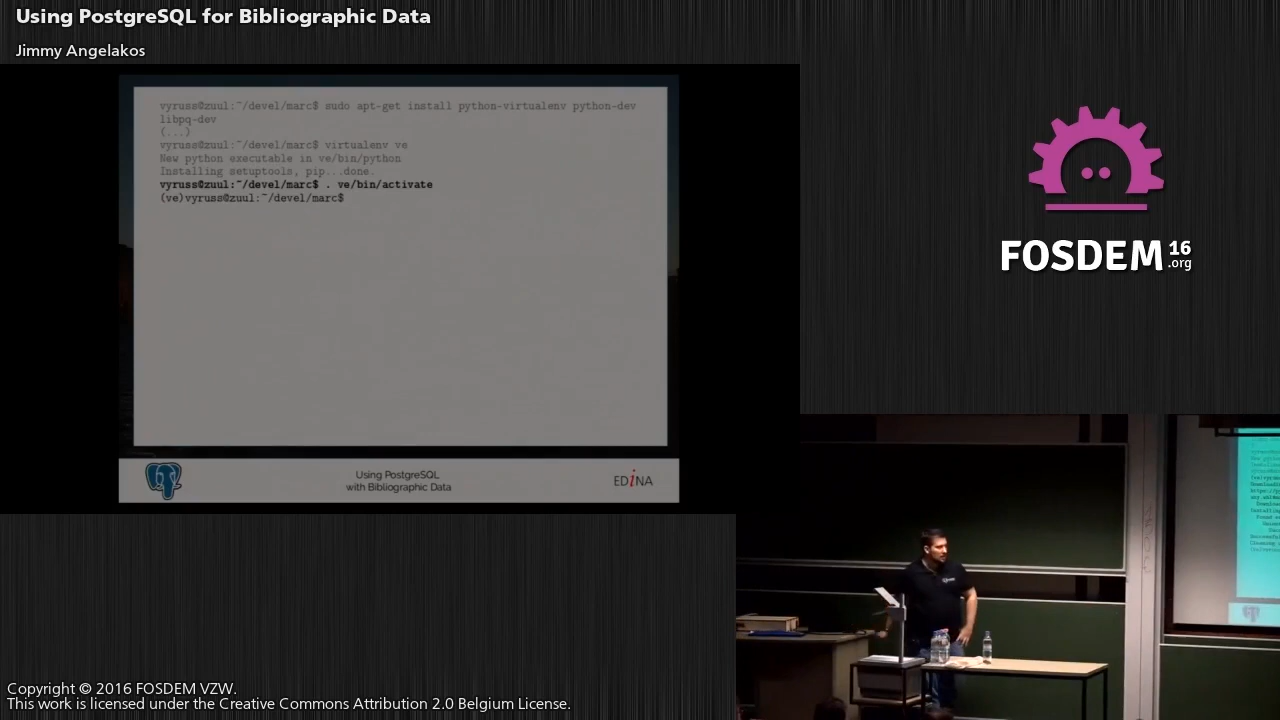 Using PostgreSQL for Bibliographic Data
Jimmy Angelakos
vyruss@zuul:~/devel/marc$ sudo apt-get install python-virtualenv python-dev
libpq-dev
(...)
vyruss@zuul:~/devel/marc$ virtualenv ve
New python executable in ve/bin/python
Installing setuptools, pip...done.
vyruss@zuul:~/devel/marc$ . ve/bin/activate
(ve)vyruss@zuul:~/devel/marc$
Using PostgreSQL
with Bibliographic Data
EDINA
FOSDEM 16
.org
Copyright © 2016 FOSDEM VZW.
This work is licensed under the Creative Commons Attribution 2.0 Belgium License.